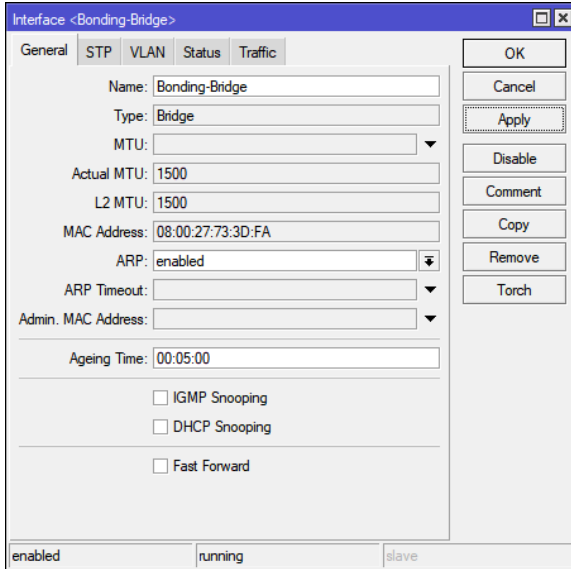 Interface <Bonding-Bridge>
General STP VLAN Status Traffic
Name: Bonding-Bridge
Type: Bridge
MTU:
Actual MTU: 1500
L2 MTU: 1500
MAC Address: 08:00:27:73:3D:FA
ARP: enabled
ARP Timeout:
Admin. MAC Address:
Ageing Time: 00:05:00
IGMP Snooping
DHCP Snooping
Fast Forward
OK
Cancel
Apply
Disable
Comment
Copy
Remove
Torch
enabled running slave